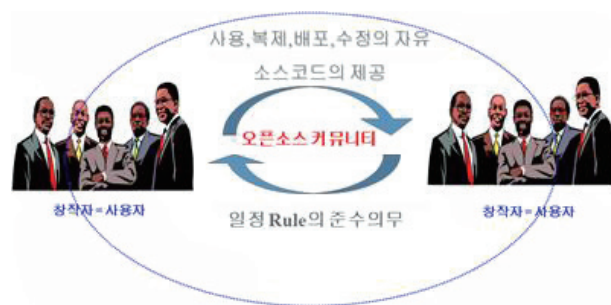 사용,복제,배포,수정의 자유
소스코드의 제공
오픈소스 커뮤니티
창작자 = 사용자
창작자 = 사용자
일정 Rule의 준수의무